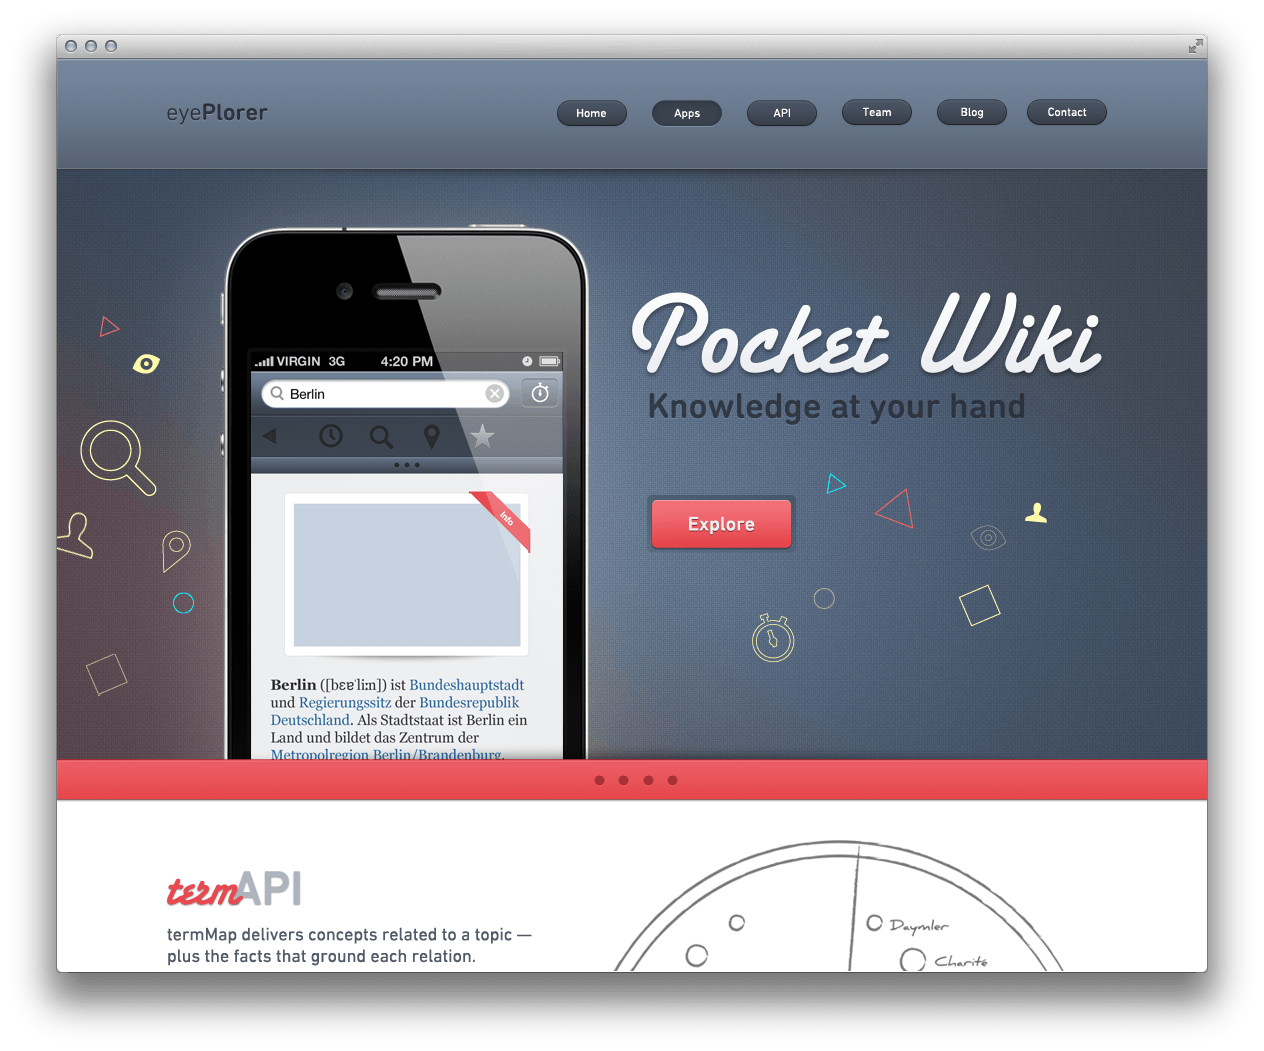 eyePlorer
Home Apps API Team Blog Contact
Pocket Wiki
Knowledge at your hand
Explore
VIRGIN 3G 4:20 PM
Berlin
Info
Berlin ([bɛɐ̯ˈliːn]) ist Bundeshauptstadt
und Regierungssitz der Bundesrepublik
Deutschland. Als Stadtstaat ist Berlin ein
Land und bildet das Zentrum der
Metropolregion Berlin/Brandenburg.
termAPI
termMap delivers concepts related to a topic —
plus the facts that ground each relation.
Daymler
Charité